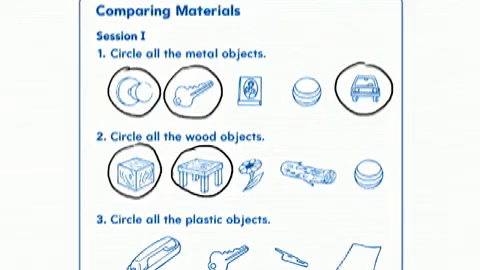 Comparing Materials
Session I
1. Circle all the metal objects.
2. Circle all the wood objects.
3. Circle all the plastic objects.